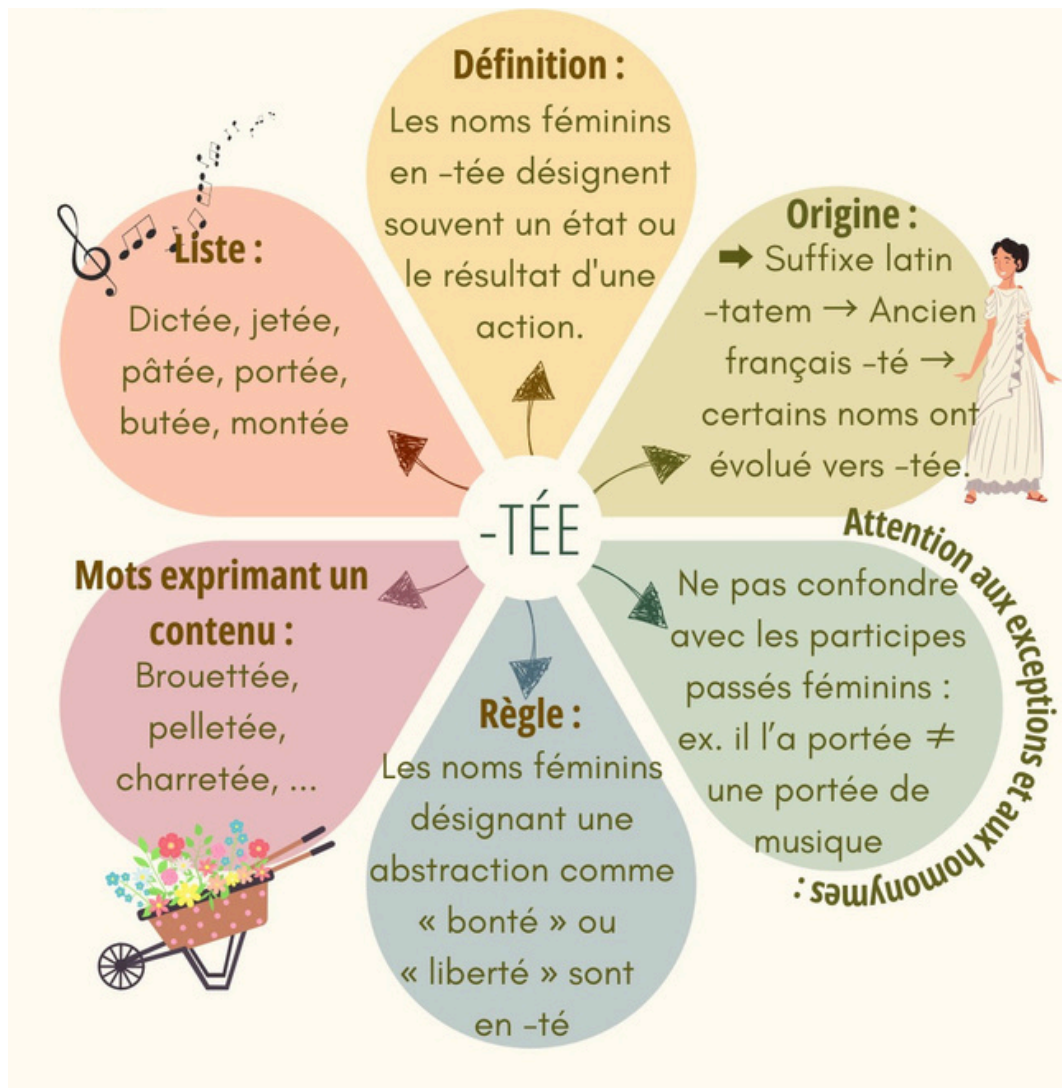 Définition :
Les noms féminins
en -tée désignent
souvent un état ou
le résultat d'une
action.
Origine :
➡ Suffixe latin
-tatem → Ancien
français -té →
certains noms ont
évolué vers -tée.
Attention aux exceptions et aux homonymes :
Ne pas confondre
avec les participes
passés féminins :
ex. il l’a portée ≠
une portée de
musique
Règle :
Les noms féminins
désignant une
abstraction comme
« bonté » ou
« liberté » sont
en -té
Mots exprimant un
contenu :
Brouettée,
pelletée,
charretée, ...
Liste :
Dictée, jetée,
pâtée, portée,
butée, montée
-TÉE